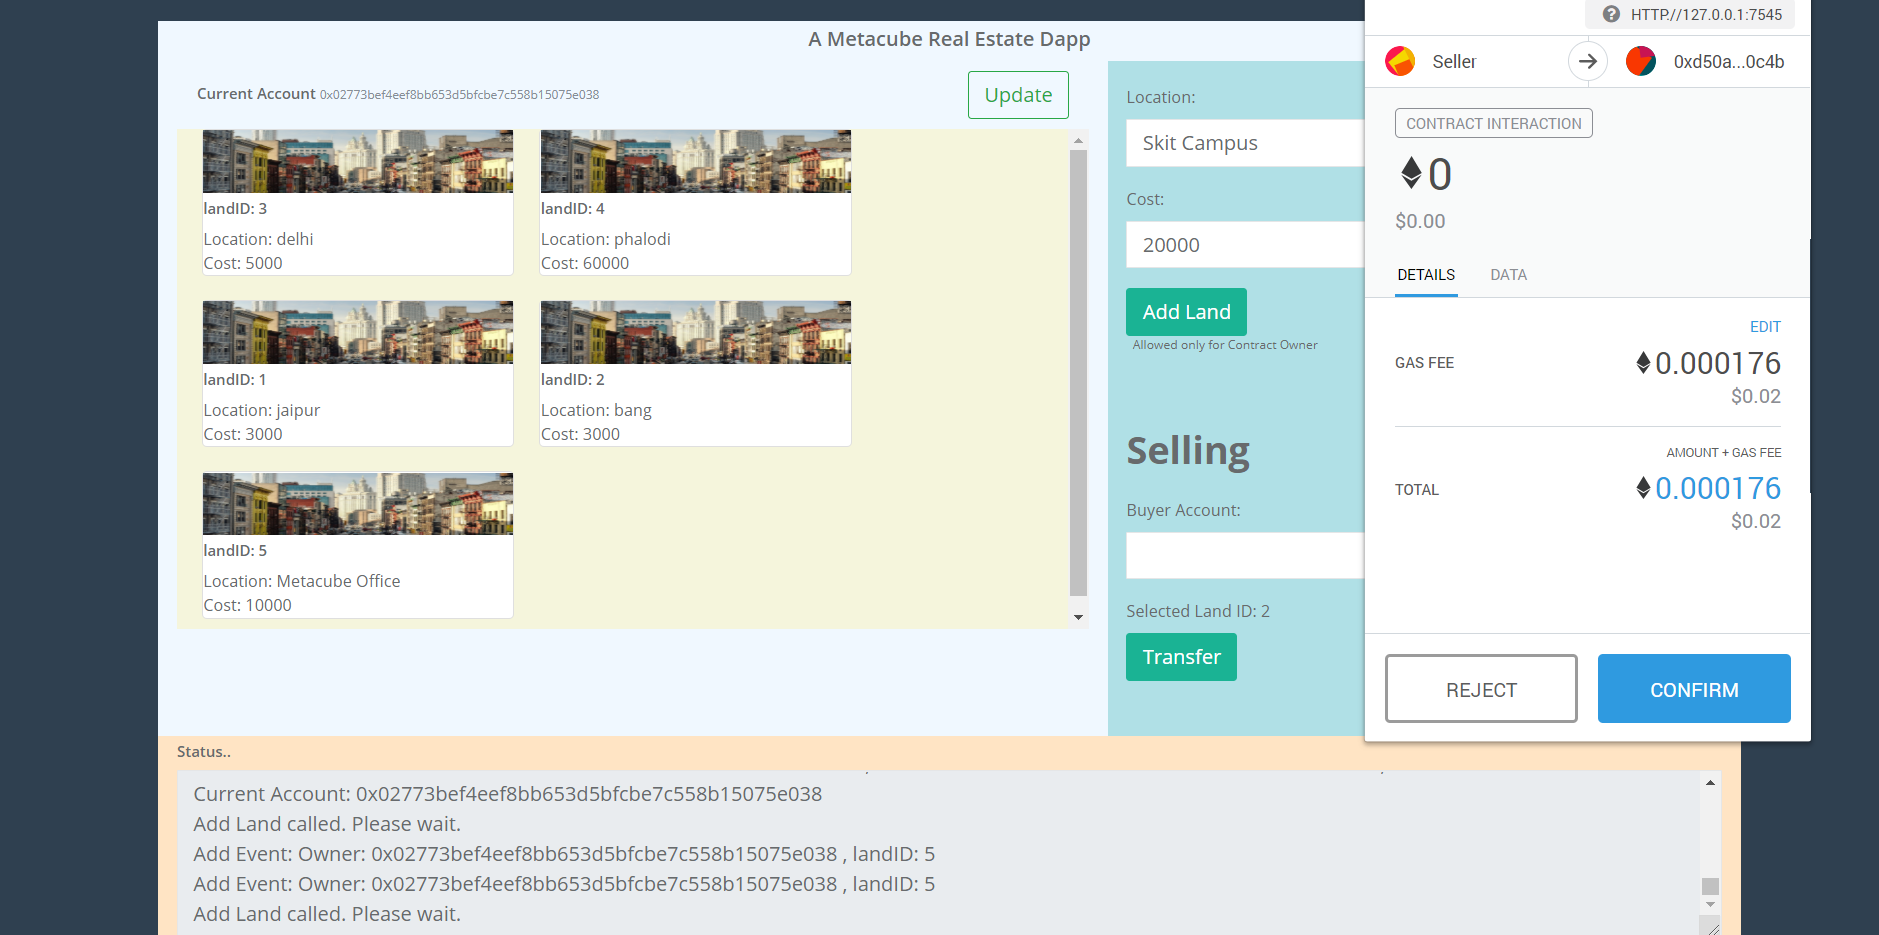 A Metacube Real Estate Dapp
Current Account 0x02773bef4eef8bb653d5bfcbe7c558b15075e038
Update
landID: 3
Location: delhi
Cost: 5000
landID: 4
Location: phalodi
Cost: 60000
landID: 1
Location: jaipur
Cost: 3000
landID: 2
Location: bang
Cost: 3000
landID: 5
Location: Metacube Office
Cost: 10000
Location:
Skit Campus
Cost:
20000
Add Land
Allowed only for Contract Owner
Selling
Buyer Account:
Selected Land ID: 2
Transfer
HTTP://127.0.0.1:7545
Seller
0xd50a...0c4b
CONTRACT INTERACTION
0
$0.00
DETAILS
DATA
EDIT
GAS FEE
0.000176
$0.02
AMOUNT + GAS FEE
TOTAL
0.000176
$0.02
REJECT
CONFIRM
Status..
Current Account: 0x02773bef4eef8bb653d5bfcbe7c558b15075e038
Add Land called. Please wait.
Add Event: Owner: 0x02773bef4eef8bb653d5bfcbe7c558b15075e038 , landID: 5
Add Event: Owner: 0x02773bef4eef8bb653d5bfcbe7c558b15075e038 , landID: 5
Add Land called. Please wait.